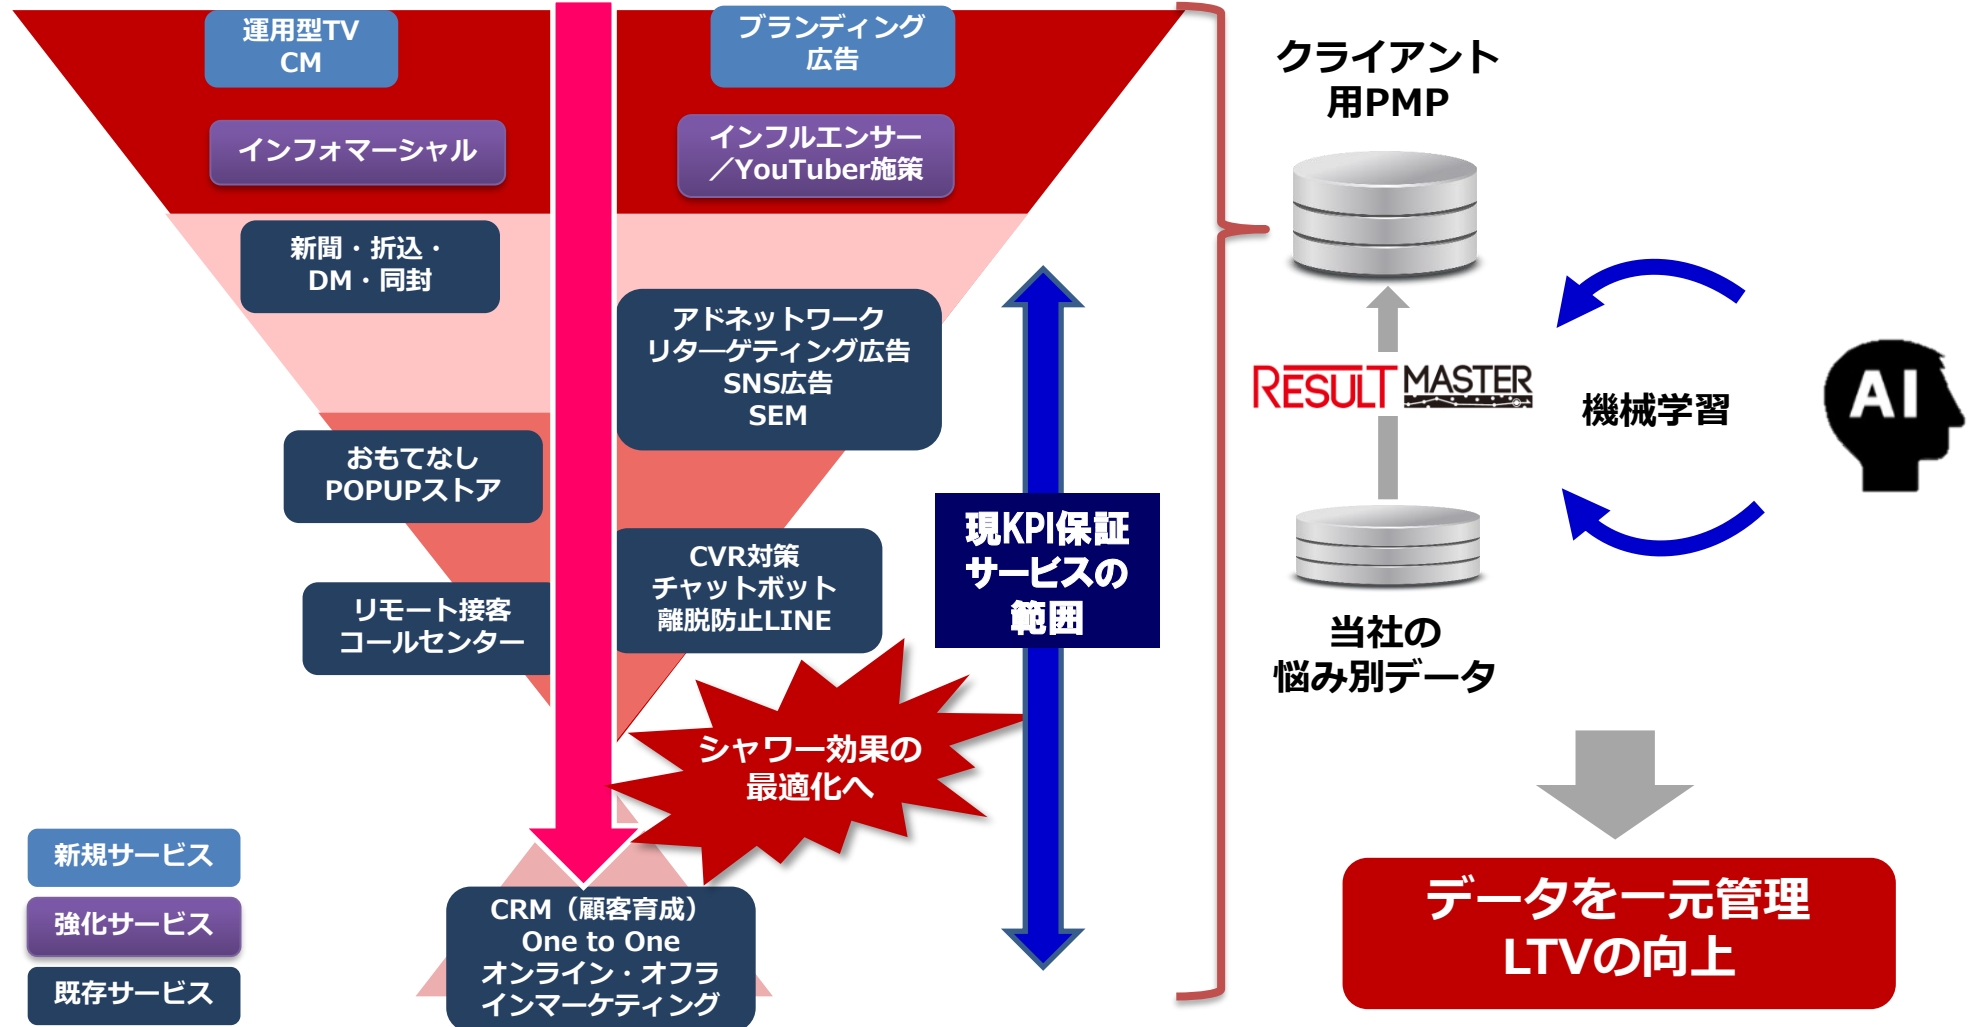 運用型TV
CM
ブランディング
広告
インフォマーシャル
インフルエンサー
／YouTuber施策
新聞・折込・
DM・同封
アドネットワーク
リターゲティング広告
SNS広告
SEM
おもてなし
POPUPストア
CVR対策
チャットボット
離脱防止LINE
リモート接客
コールセンター
現KPI保証
サービスの
範囲
シャワー効果の
最適化へ
CRM（顧客育成）
One to One
オンライン・オフラ
インマーケティング
新規サービス
強化サービス
既存サービス
クライアント
用PMP
RESULT MASTER
機械学習
AI
当社の
悩み別データ
データを一元管理
LTVの向上